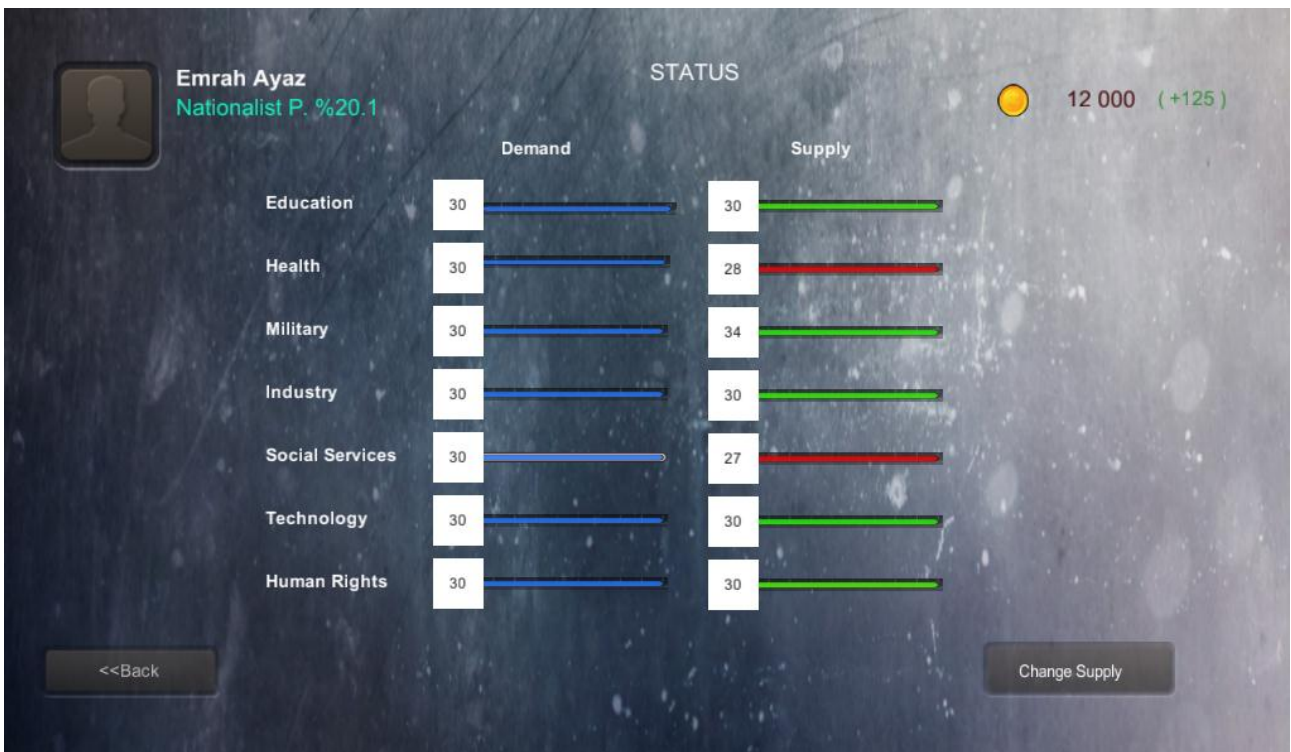 Emrah Ayaz
Nationalist P. %20.1
STATUS
12 000 (+125)
Demand Supply
Education 30 30
Health 30 28
Military 30 34
Industry 30 30
Social Services 30 27
Technology 30 30
Human Rights 30 30
<<Back
Change Supply